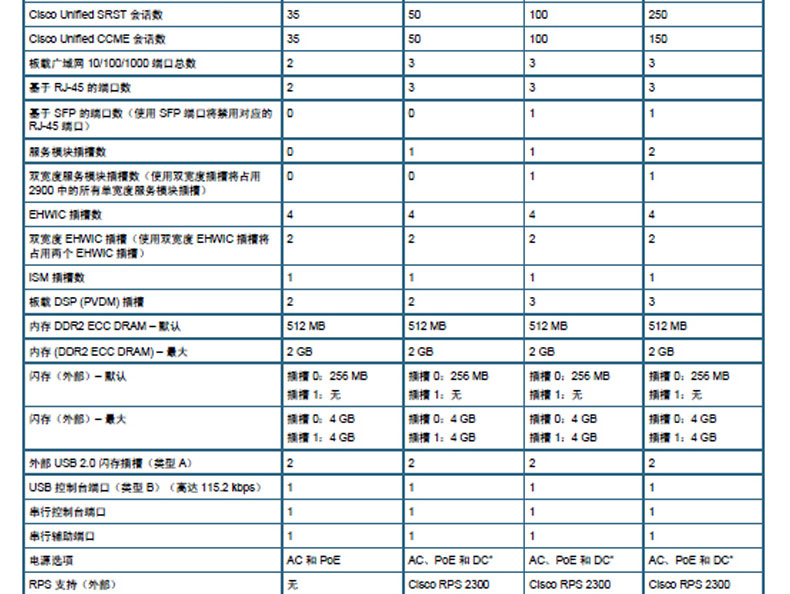 Cisco Unified SRST 会话数 35 50 100 250
Cisco Unified CCME 会话数 35 50 100 150
板载广域网 10/100/1000 端口总数 2 3 3 3
基于 RJ-45 的端口数 2 3 3 3
基于 SFP 的端口数（使用 SFP 端口将禁用对应的 0 0 1 1
RJ-45 端口）
服务模块插槽数 0 1 1 2
双宽度服务模块插槽数（使用双宽度插槽将占用 0 0 1 1
2900 中的所有单宽度服务模块插槽）
EHWIC 插槽数 4 4 4 4
双宽度 EHWIC 插槽（使用双宽度 EHWIC 插槽将 2 2 2 2
占用两个 EHWIC 插槽）
ISM 插槽数 1 1 1 1
板载 DSP (PVDM) 插槽 2 2 3 3
内存 DDR2 ECC DRAM – 默认 512 MB 512 MB 512 MB 512 MB
内存 (DDR2 ECC DRAM) – 最大 2 GB 2 GB 2 GB 2 GB
闪存（外部）– 默认 插槽 0：256 MB 插槽 0：256 MB 插槽 0：256 MB 插槽 0：256 MB
插槽 1：无 插槽 1：无 插槽 1：无 插槽 1：无
闪存（外部）– 最大 插槽 0：4 GB 插槽 0：4 GB 插槽 0：4 GB 插槽 0：4 GB
插槽 1：4 GB 插槽 1：4 GB 插槽 1：4 GB 插槽 1：4 GB
外部 USB 2.0 闪存插槽（类型 A） 2 2 2 2
USB 控制台端口（类型 B）（高达 115.2 kbps） 1 1 1 1
串行控制台端口 1 1 1 1
串行辅助端口 1 1 1 1
电源选项 AC 和 PoE AC、PoE 和 DC* AC、PoE 和 DC* AC、PoE 和 DC*
RPS 支持（外部） 无 Cisco RPS 2300 Cisco RPS 2300 Cisco RPS 2300